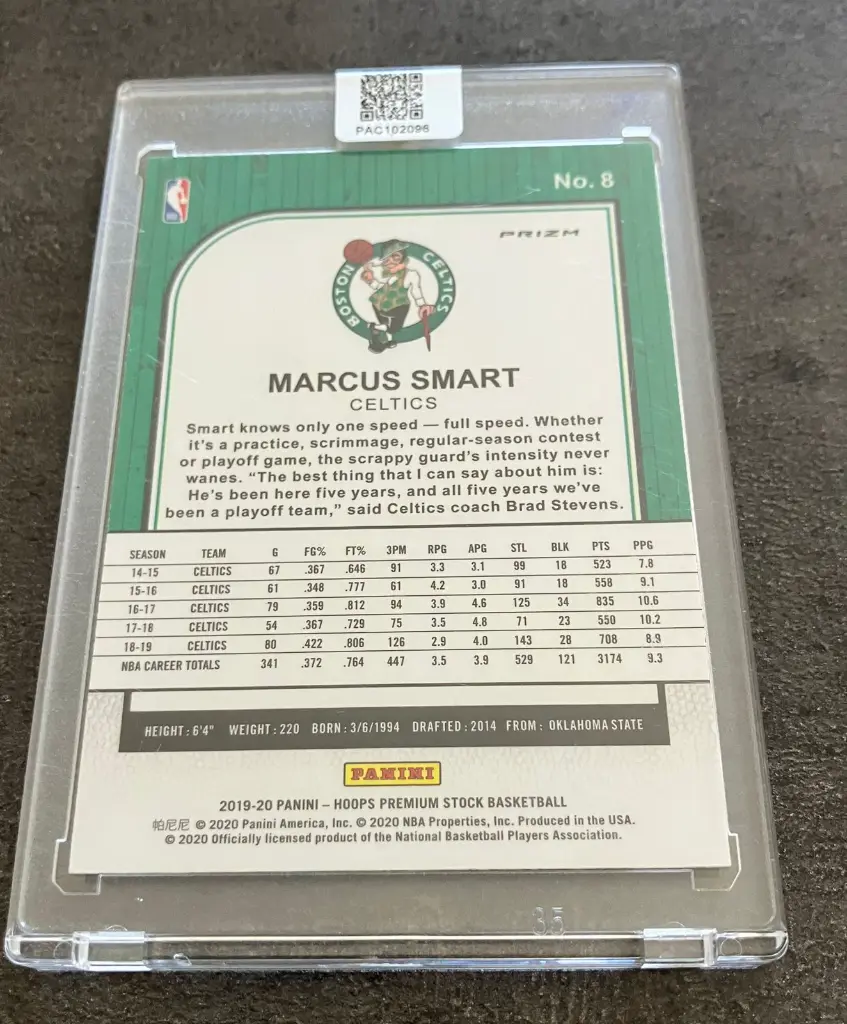 PAC102096
No. 8
PRIZM
BOSTON CELTICS
MARCUS SMART
CELTICS
Smart knows only one speed — full speed. Whether
it's a practice, scrimmage, regular-season contest
or playoff game, the scrappy guard's intensity never
wanes. “The best thing that I can say about him is:
He's been here five years, and all five years we've
been a playoff team,” said Celtics coach Brad Stevens.
SEASON TEAM G FG% FT% 3PM RPG APG STL BLK PTS PPG
14-15 CELTICS 67 .367 .646 91 3.3 3.1 99 18 523 7.8
15-16 CELTICS 61 .348 .777 61 4.2 3.0 91 18 558 9.1
16-17 CELTICS 79 .359 .812 94 3.9 4.6 125 34 835 10.6
17-18 CELTICS 54 .367 .729 75 3.5 4.8 71 23 550 10.2
18-19 CELTICS 80 .422 .806 126 2.9 4.0 143 28 708 8.9
NBA CAREER TOTALS 341 .372 .764 447 3.5 3.9 529 121 3174 9.3
HEIGHT: 6'4" WEIGHT: 220 BORN: 3/6/1994 DRAFTED: 2014 FROM: OKLAHOMA STATE
PANINI
2019-20 PANINI – HOOPS PREMIUM STOCK BASKETBALL
帕尼尼 © 2020 Panini America, Inc. © 2020 NBA Properties, Inc. Produced in the USA.
© 2020 Officially licensed product of the National Basketball Players Association.
35